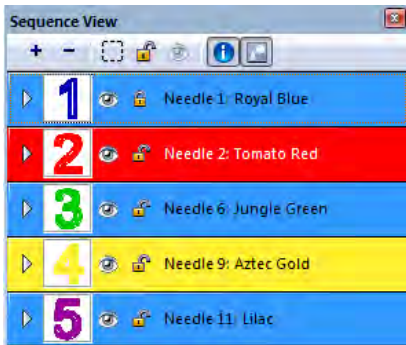 Sequence View
1 Needle 1: Royal Blue
2 Needle 2: Tomato Red
3 Needle 6: Jungle Green
4 Needle 9: Aztec Gold
5 Needle 11: Lilac